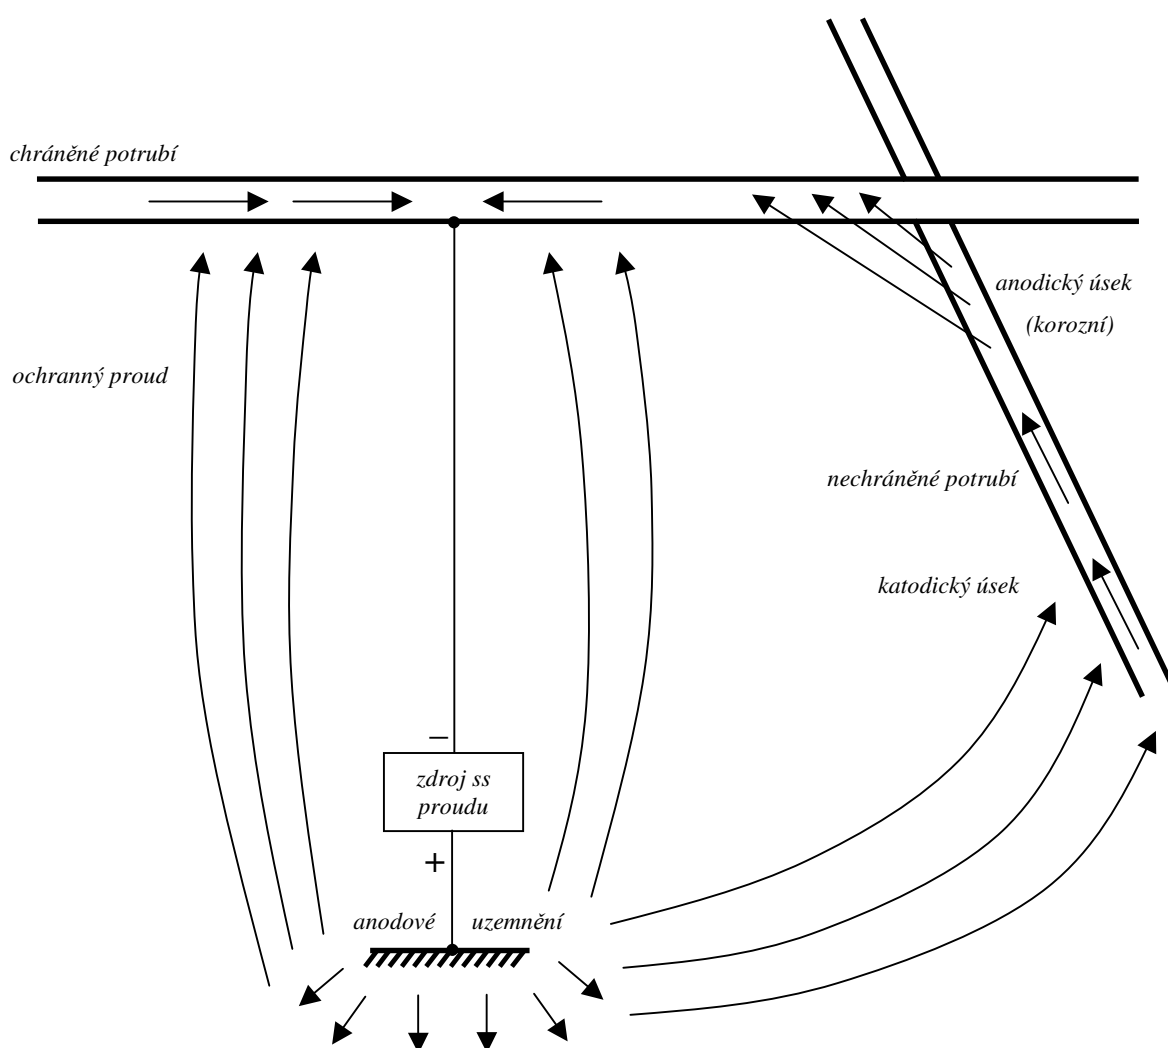 chráněné potrubí
anodický úsek
(korozní)
ochranný proud
nechráněné potrubí
katodický úsek
–
zdroj ss
proudu
+
anodové uzemnění